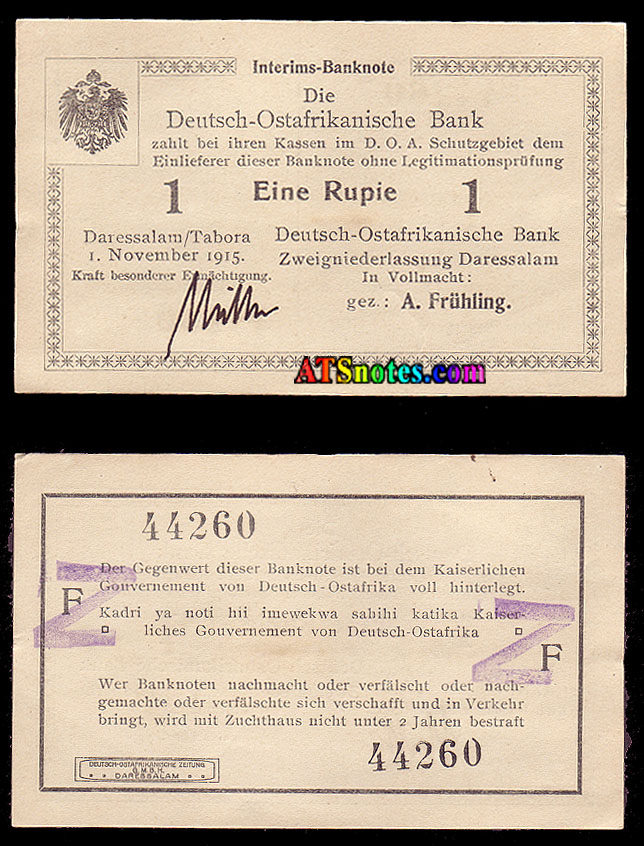 Interims-Banknote
Die
Deutsch-Ostafrikanische Bank
zahlt bei ihren Kassen im D. O. A. Schutzgebiet dem
Einlieferer dieser Banknote ohne Legitimationsprüfung
1 Eine Rupie 1
Daressalam/Tabora
1. November 1915.
Kraft besonderer Ermächtigung.
Deutsch-Ostafrikanische Bank
Zweigniederlassung Daressalam
In Vollmacht:
gez.: A. Frühling.
ATSnotes.com
44260
Der Gegenwert dieser Banknote ist bei dem Kaiserlichen
Gouvernement von Deutsch-Ostafrika voll hinterlegt.
F
Kadri ya noti hii imewekwa sabihi katika Kaiser-
liches Gouvernement von Deutsch-Ostafrika
F
Wer Banknoten nachmacht oder verfälscht oder nach-
gemachte oder verfälschte sich verschafft und in Verkehr
bringt, wird mit Zuchthaus nicht unter 2 Jahren bestraft
44260
DEUTSCH-OSTAFRIKANISCHE ZEITUNG
G.M.B.H.
DARESSALAM